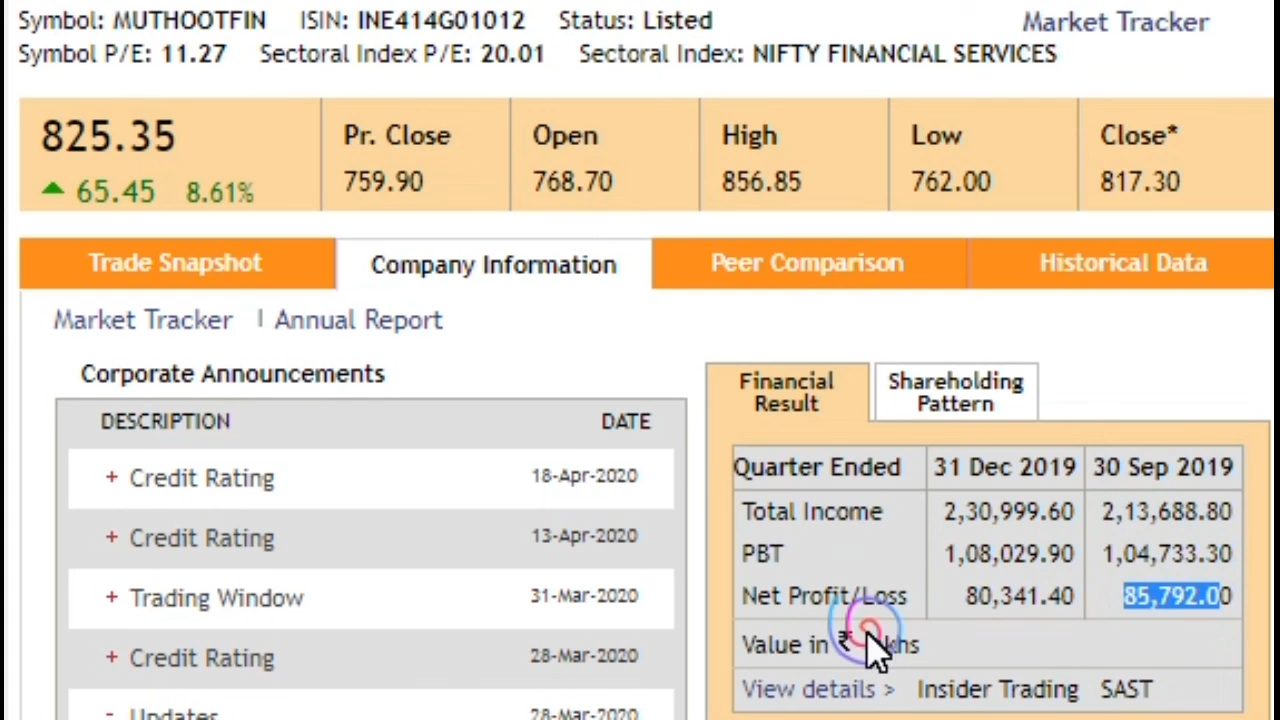 Symbol: MUTHOOTFIN ISIN: INE414G01012 Status: Listed
Market Tracker
Symbol P/E: 11.27 Sectoral Index P/E: 20.01 Sectoral Index: NIFTY FINANCIAL SERVICES
825.35 Pr. Close Open High Low Close*
65.45 8.61% 759.90 768.70 856.85 762.00 817.30
Trade Snapshot Company Information Peer Comparison Historical Data
Market Tracker | Annual Report
Corporate Announcements
DESCRIPTION DATE
+ Credit Rating 18-Apr-2020
+ Credit Rating 13-Apr-2020
+ Trading Window 31-Mar-2020
+ Credit Rating 28-Mar-2020
- Updates 28-Mar-2020
Financial Result
Shareholding Pattern
Quarter Ended 31 Dec 2019 30 Sep 2019
Total Income 2,30,999.60 2,13,688.80
PBT 1,08,029.90 1,04,733.30
Net Profit/Loss 80,341.40 85,792.00
Value in ₹ khs
View details > Insider Trading SAST